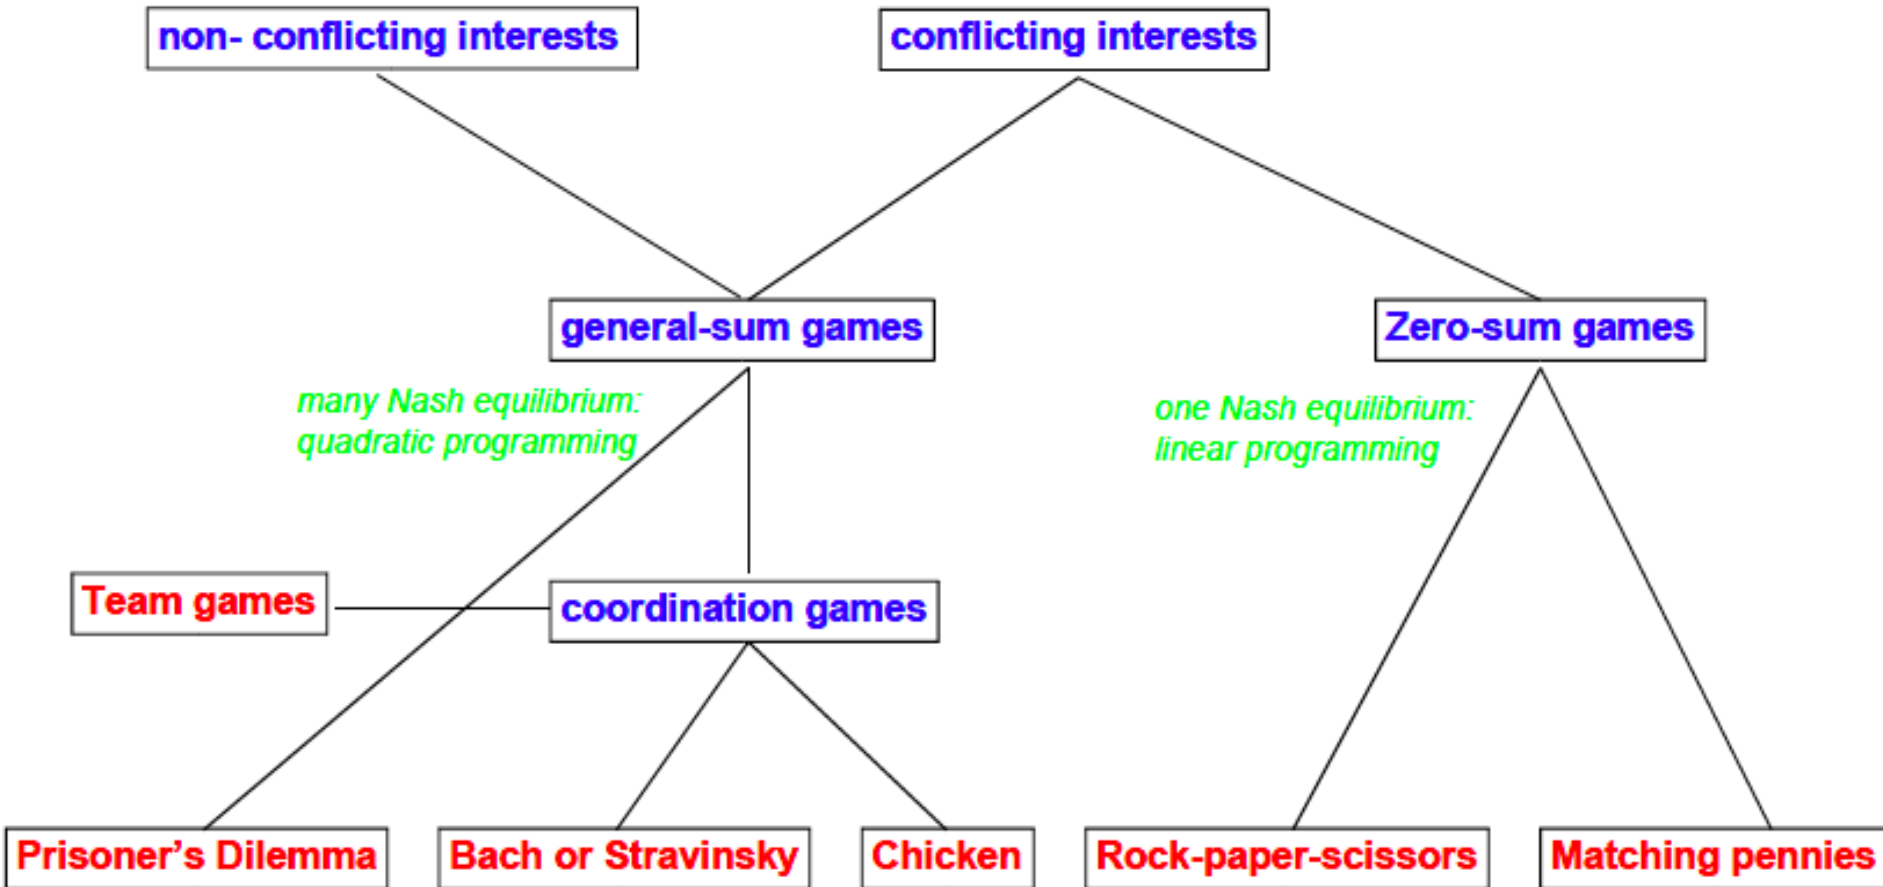 non- conflicting interests
conflicting interests
general-sum games
Zero-sum games
many Nash equilibrium:
quadratic programming
one Nash equilibrium:
linear programming
Team games
coordination games
Prisoner’s Dilemma
Bach or Stravinsky
Chicken
Rock-paper-scissors
Matching pennies